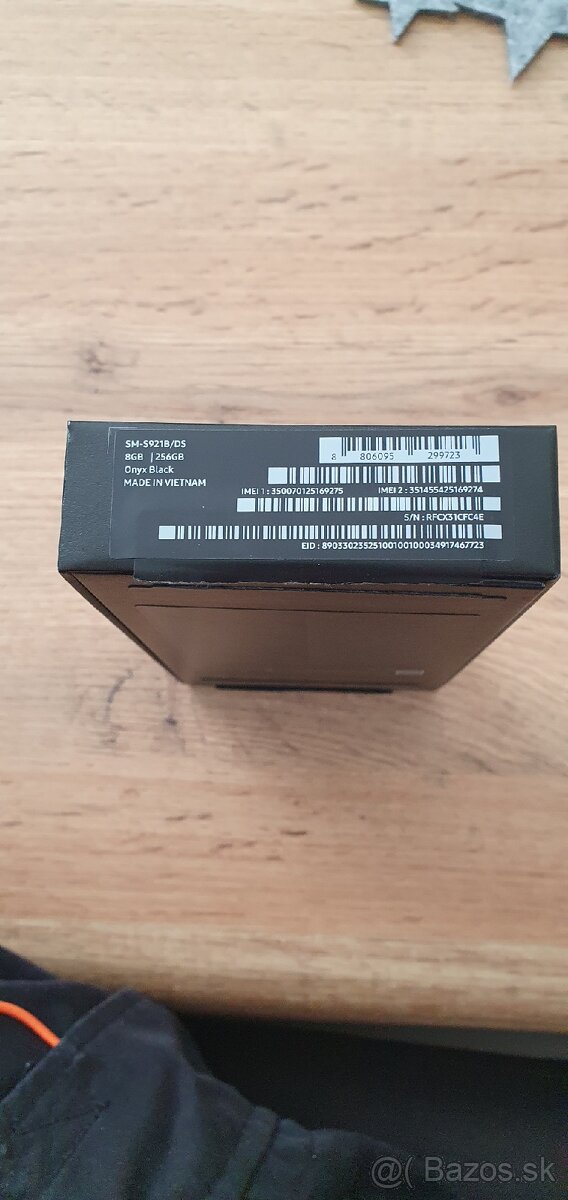 SM-S921B/DS
8GB | 256GB
Onyx Black
MADE IN VIETNAM
8 806095 299723
IMEI 1 : 350070125169275 IMEI 2 : 351455425169274
S/N : RFCX31CFC4E
EID : 89033023525100100100034917467723
@( Bazos.sk